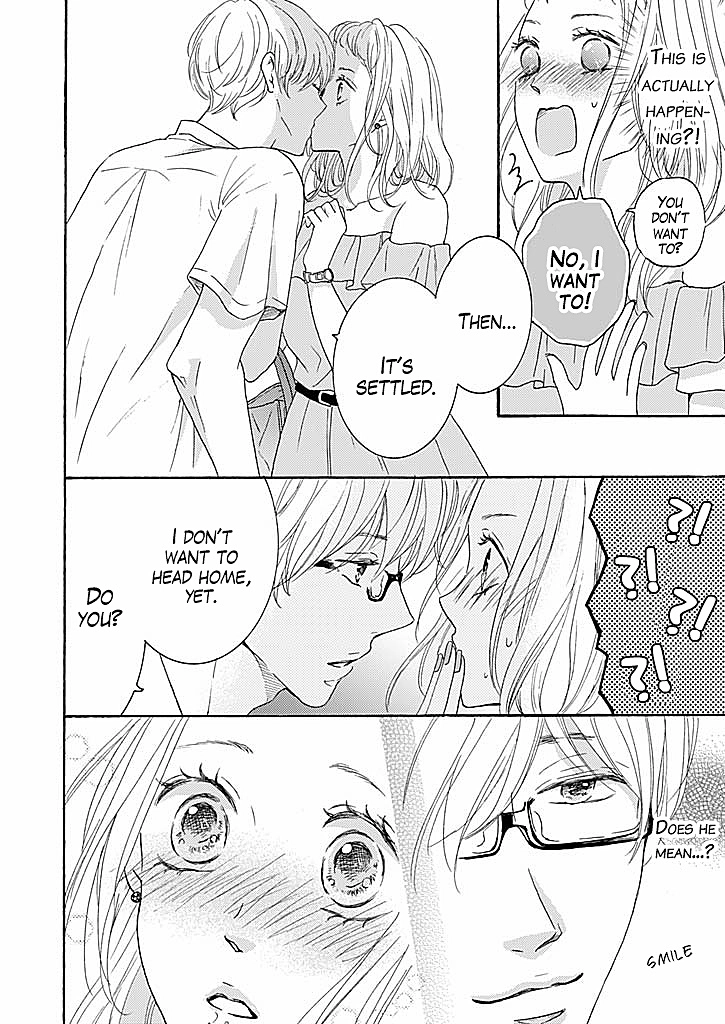 THIS IS
ACTUALLY
HAPPEN-
ING?!
YOU
DON'T
WANT
TO?
NO, I
WANT
TO!
THEN...
IT'S
SETTLED.
?!
?!
?!
?!
I DON'T
WANT TO
HEAD HOME,
YET.
DO
YOU?
DOES HE
MEAN...?
SMILE